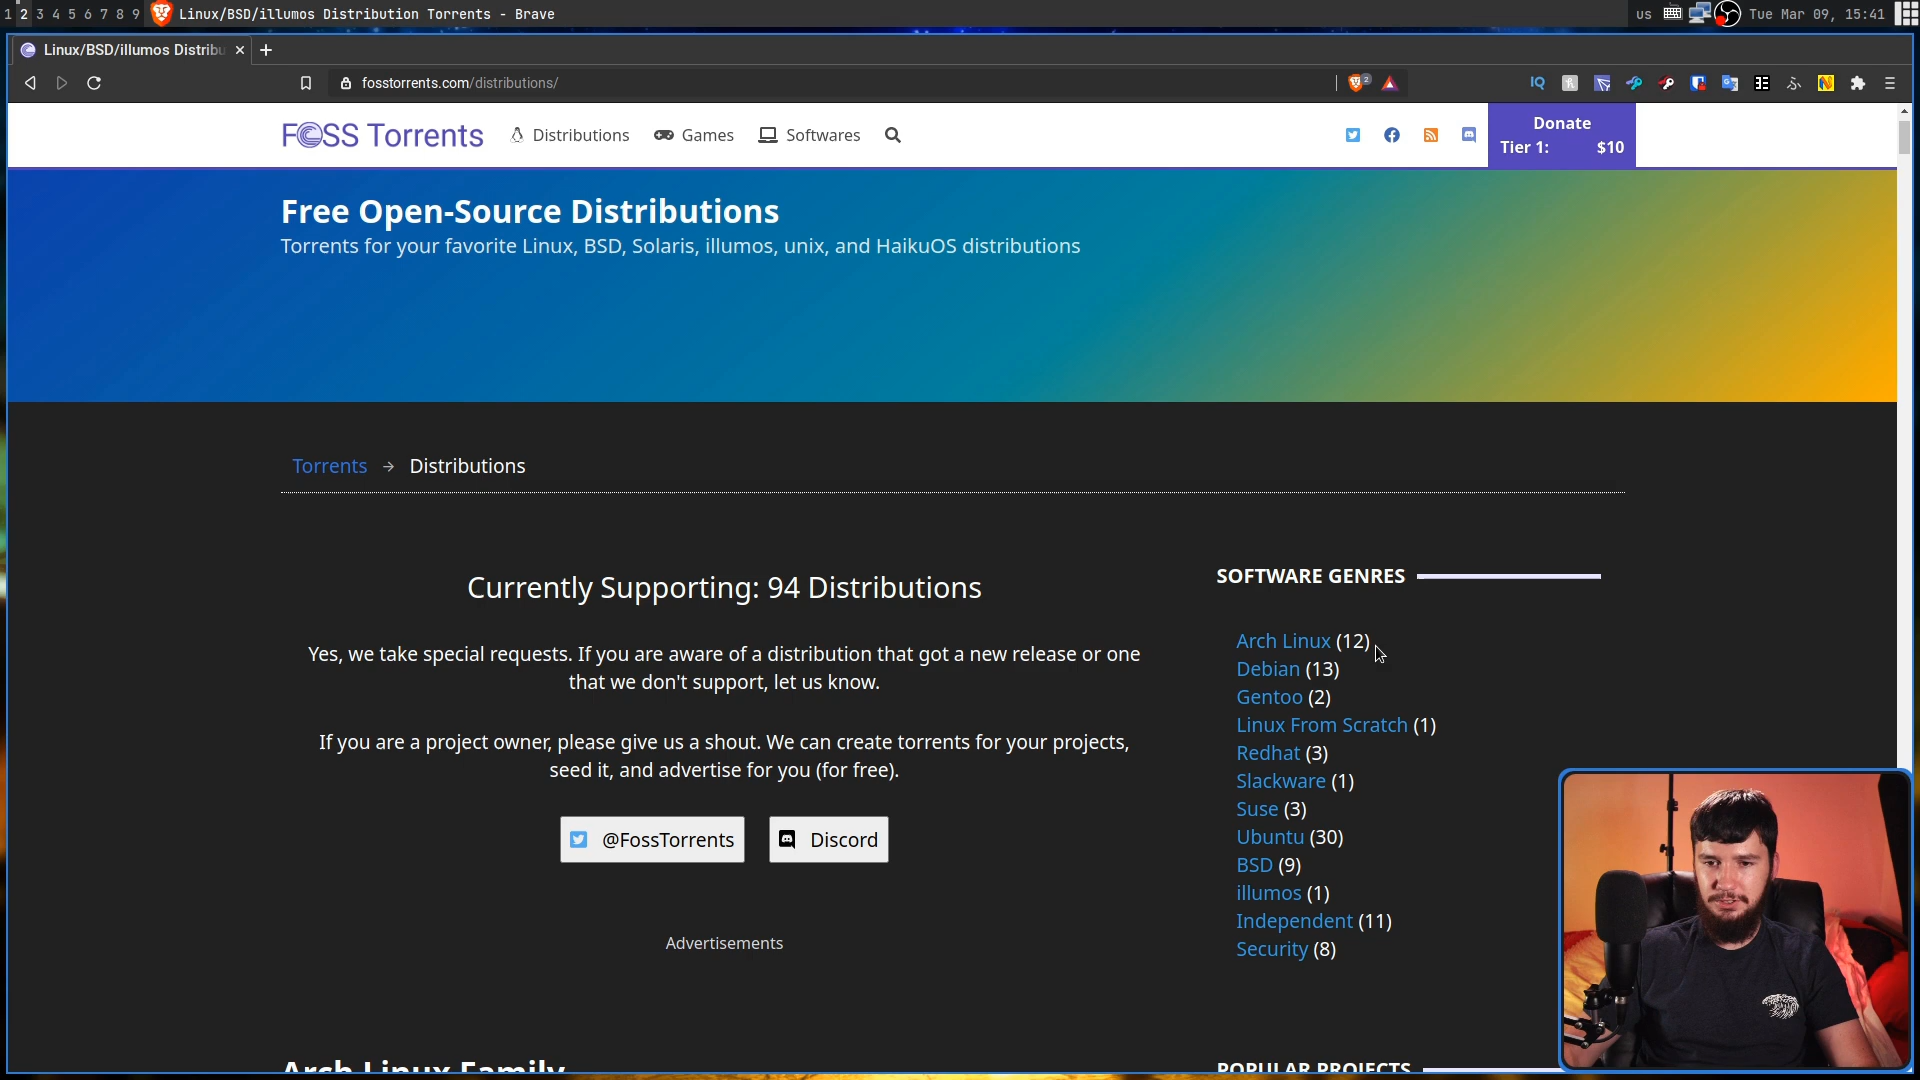 1 2 3 4 5 6 7 8 9 Linux/BSD/illumos Distribution Torrents - Brave us Tue Mar 09, 15:41
Linux/BSD/illumos Distribu
fosstorrents.com/distributions/
2
IQ
FOSS Torrents Distributions Games Softwares
Donate
Tier 1: $10
Free Open-Source Distributions
Torrents for your favorite Linux, BSD, Solaris, illumos, unix, and HaikuOS distributions
Torrents → Distributions
Currently Supporting: 94 Distributions
Yes, we take special requests. If you are aware of a distribution that got a new release or one
that we don't support, let us know.
If you are a project owner, please give us a shout. We can create torrents for your projects,
seed it, and advertise for you (for free).
@FossTorrents Discord
Advertisements
Arch Linux Family
SOFTWARE GENRES
Arch Linux (12)
Debian (13)
Gentoo (2)
Linux From Scratch (1)
Redhat (3)
Slackware (1)
Suse (3)
Ubuntu (30)
BSD (9)
illumos (1)
Independent (11)
Security (8)
POPULAR PROJECTS